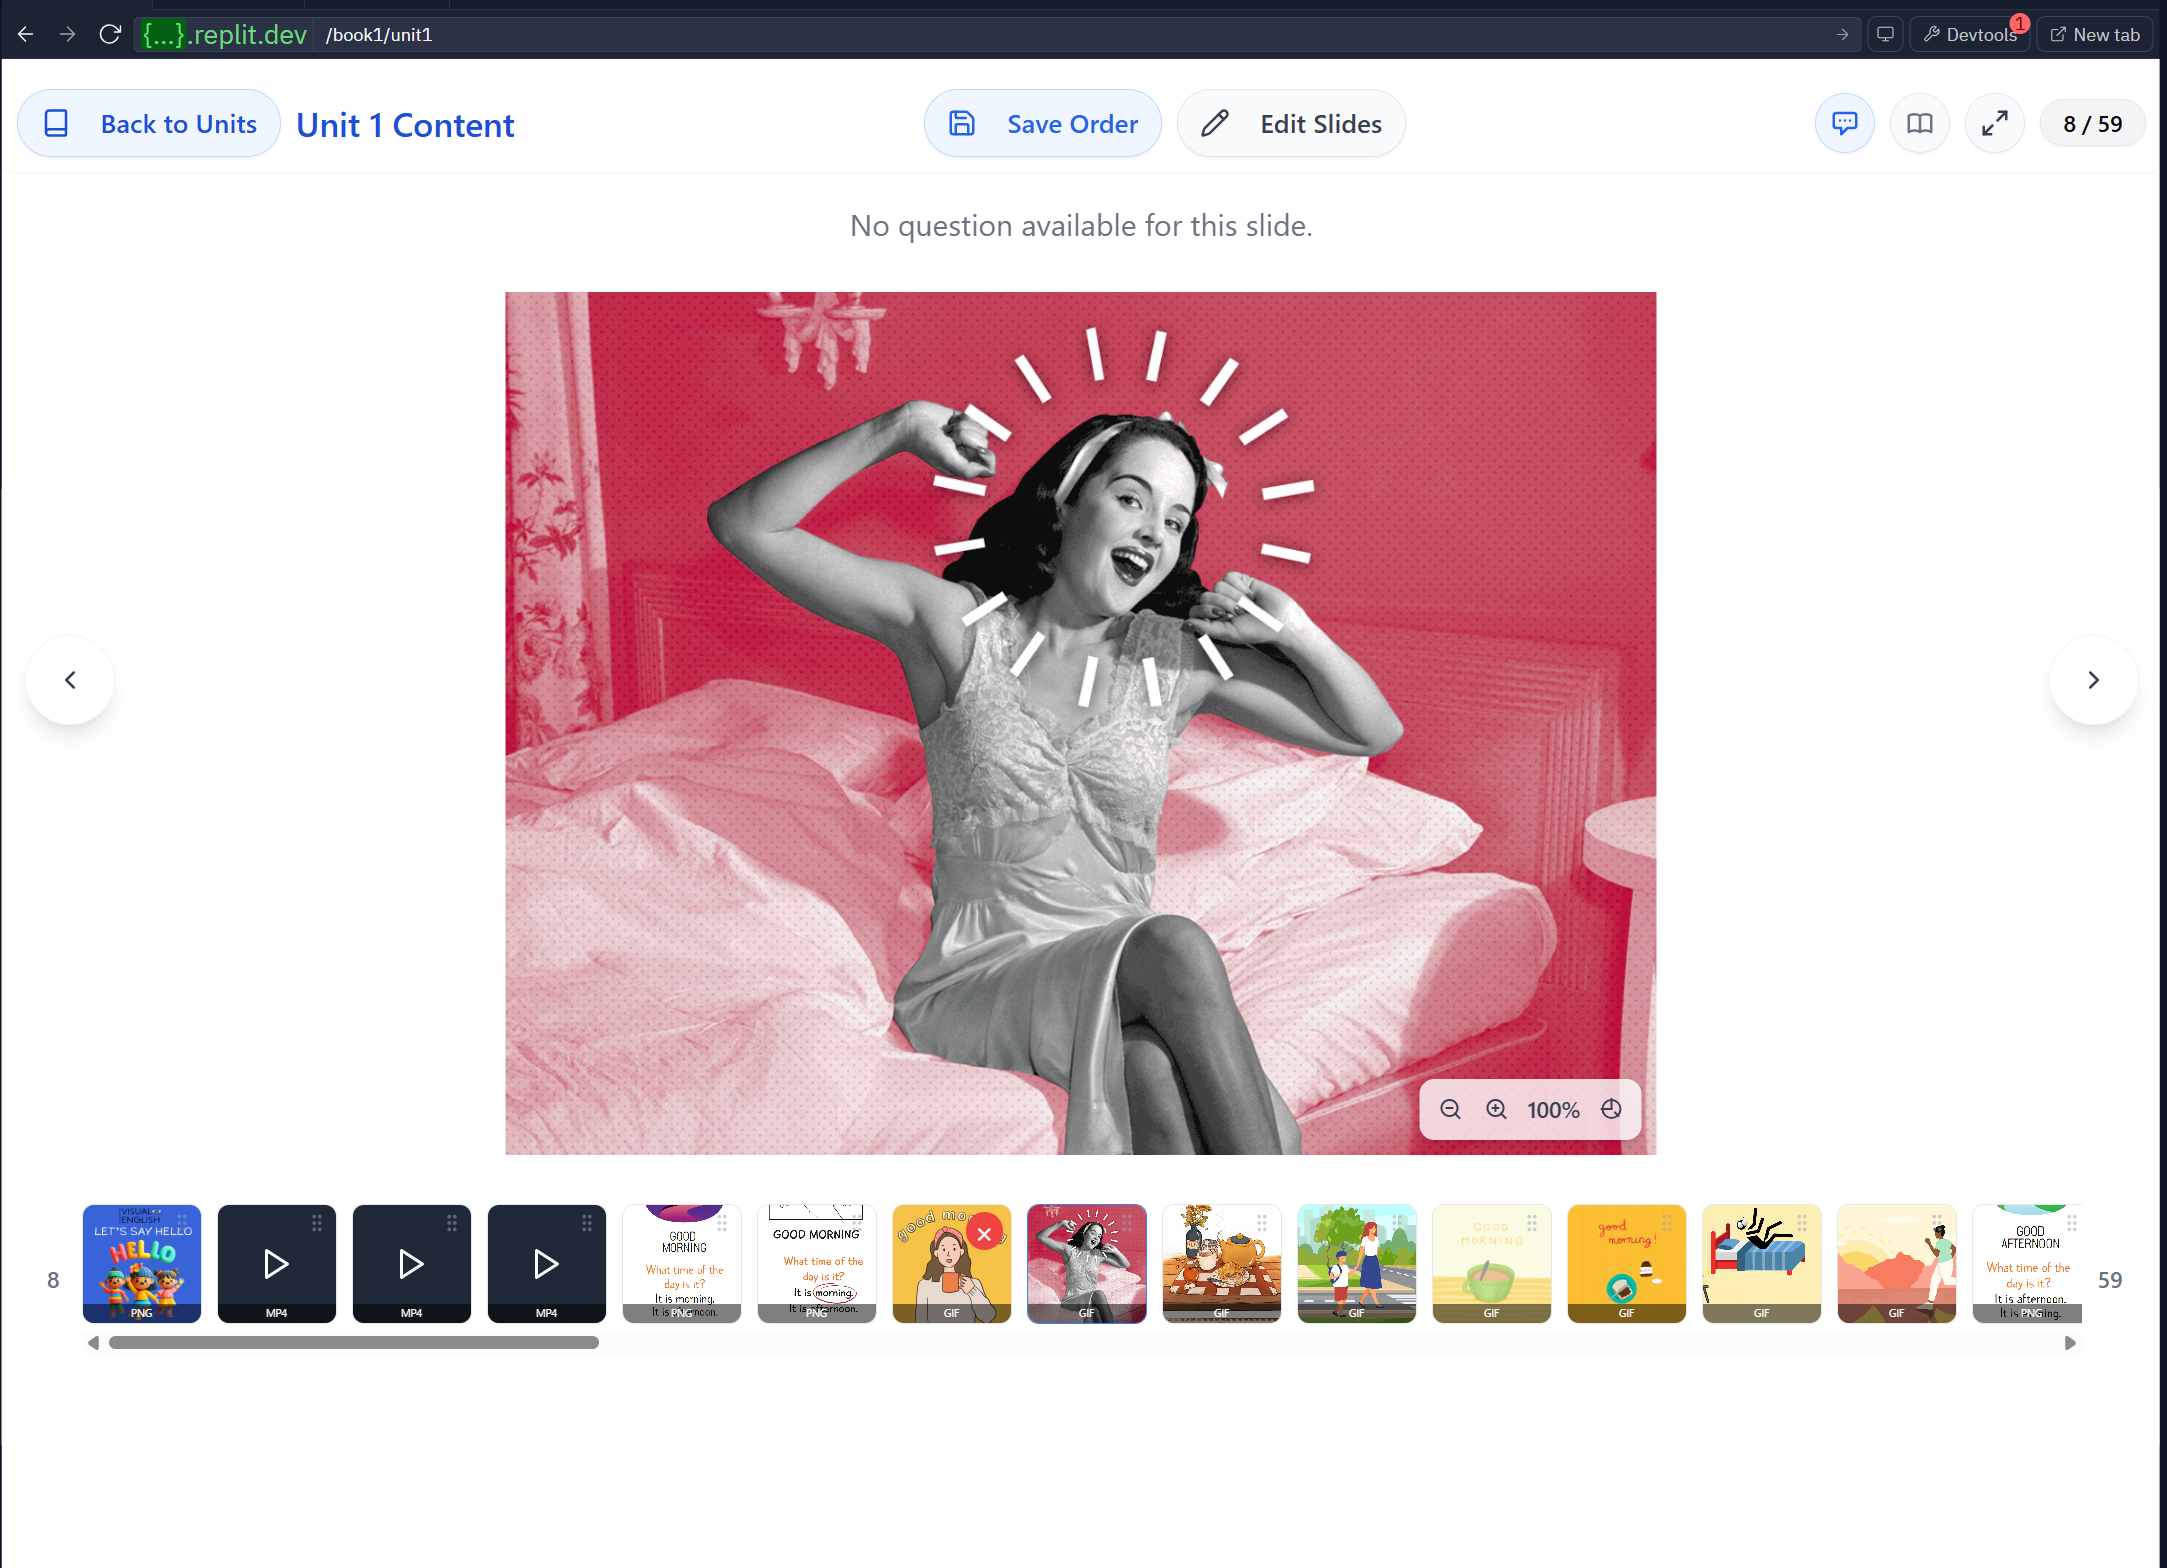 {...}.replit.dev /book1/unit1 Devtools 1 New tab
Back to Units Unit 1 Content Save Order Edit Slides 8 / 59
No question available for this slide.
100%
8
VISUAL ENGLISH
LET'S SAY HELLO
HELLO
PNG
MP4
MP4
MP4
GOOD
MORNING
What time of the
day is it?
It is morning.
It is afternoon.
PNG
GOOD MORNING
What time of the
day is it?
It is morning.
It is afternoon.
PNG
good mo
GIF
GIF
GIF
GIF
GOOD
MORNING
GIF
good
morning!
GIF
GIF
GIF
GOOD
AFTERNOON
What time of the
day is it?
It is afternoon.
It is
PNG
59